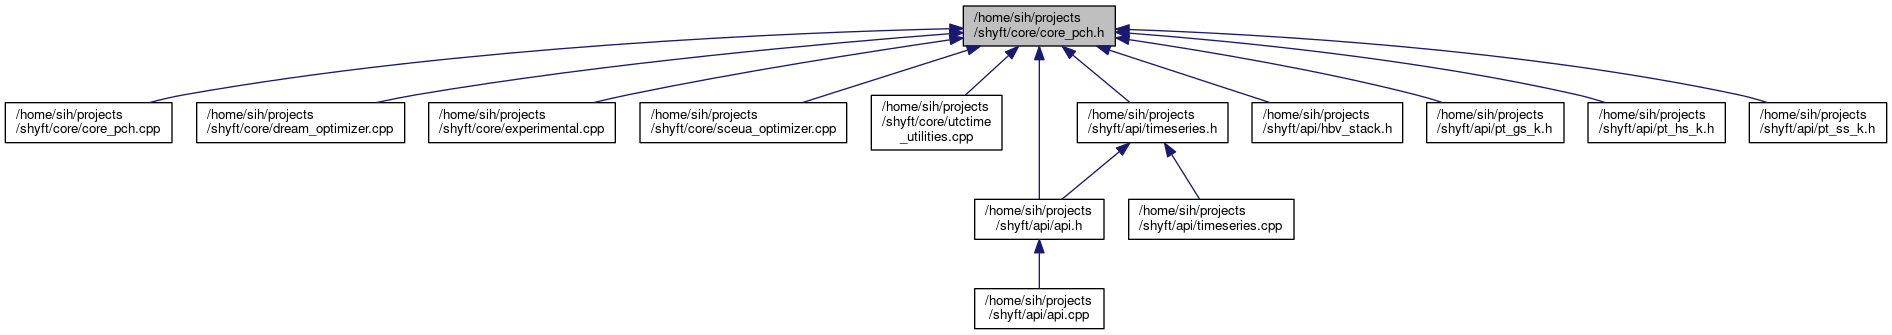 /home/sih/projects
/shyft/core/core_pch.h
/home/sih/projects
/shyft/core/core_pch.cpp
/home/sih/projects
/shyft/core/dream_optimizer.cpp
/home/sih/projects
/shyft/core/experimental.cpp
/home/sih/projects
/shyft/core/sceua_optimizer.cpp
/home/sih/projects
/shyft/core/utctime
_utilities.cpp
/home/sih/projects
/shyft/api/timeseries.h
/home/sih/projects
/shyft/api/hbv_stack.h
/home/sih/projects
/shyft/api/pt_gs_k.h
/home/sih/projects
/shyft/api/pt_hs_k.h
/home/sih/projects
/shyft/api/pt_ss_k.h
/home/sih/projects
/shyft/api/api.h
/home/sih/projects
/shyft/api/timeseries.cpp
/home/sih/projects
/shyft/api/api.cpp